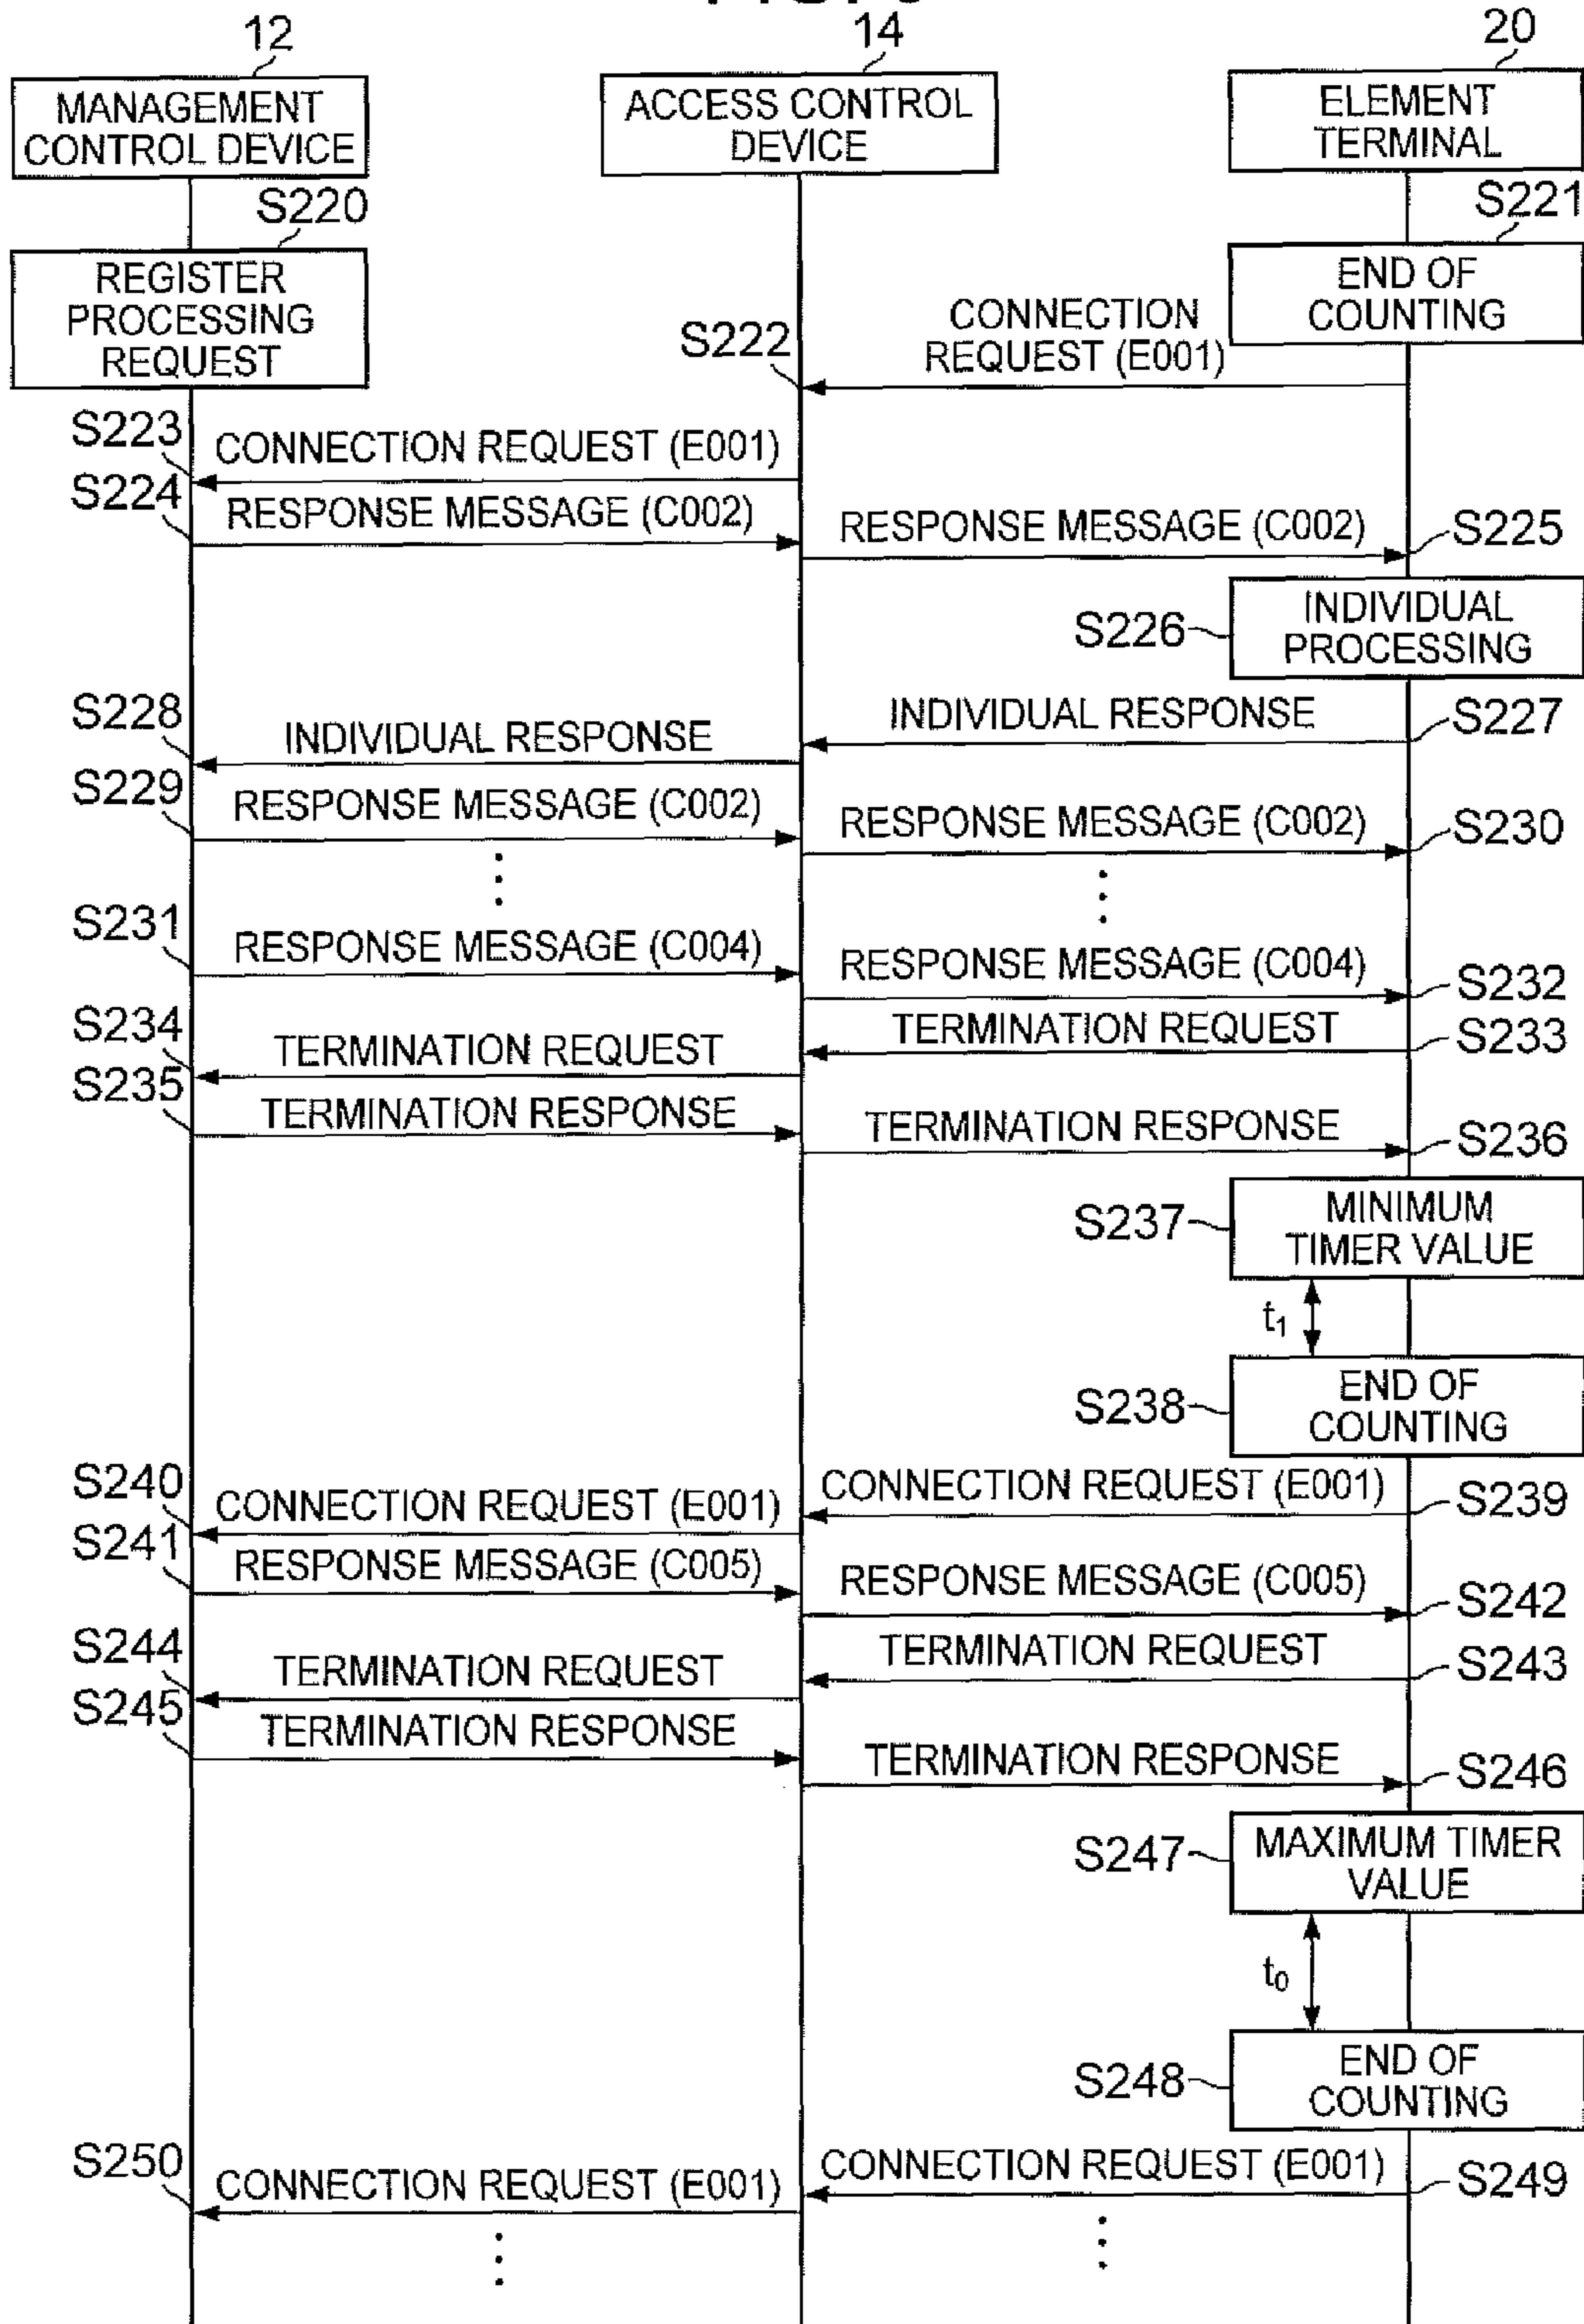 12
14
20
MANAGEMENT
CONTROL DEVICE
ACCESS CONTROL
DEVICE
ELEMENT
TERMINAL
S220
S221
REGISTER
PROCESSING
REQUEST
END OF
COUNTING
S222
CONNECTION
REQUEST (E001)
S223
CONNECTION REQUEST (E001)
S224
RESPONSE MESSAGE (C002)
RESPONSE MESSAGE (C002)
S225
S226
INDIVIDUAL
PROCESSING
INDIVIDUAL RESPONSE
S227
S228
INDIVIDUAL RESPONSE
S229
RESPONSE MESSAGE (C002)
RESPONSE MESSAGE (C002)
S230
S231
RESPONSE MESSAGE (C004)
RESPONSE MESSAGE (C004)
S232
TERMINATION REQUEST
S233
S234
TERMINATION REQUEST
S235
TERMINATION RESPONSE
TERMINATION RESPONSE
S236
S237
MINIMUM
TIMER VALUE
t1
S238
END OF
COUNTING
CONNECTION REQUEST (E001)
S239
S240
CONNECTION REQUEST (E001)
S241
RESPONSE MESSAGE (C005)
RESPONSE MESSAGE (C005)
S242
TERMINATION REQUEST
S243
S244
TERMINATION REQUEST
S245
TERMINATION RESPONSE
TERMINATION RESPONSE
S246
S247
MAXIMUM TIMER
VALUE
t0
S248
END OF
COUNTING
CONNECTION REQUEST (E001)
S249
S250
CONNECTION REQUEST (E001)